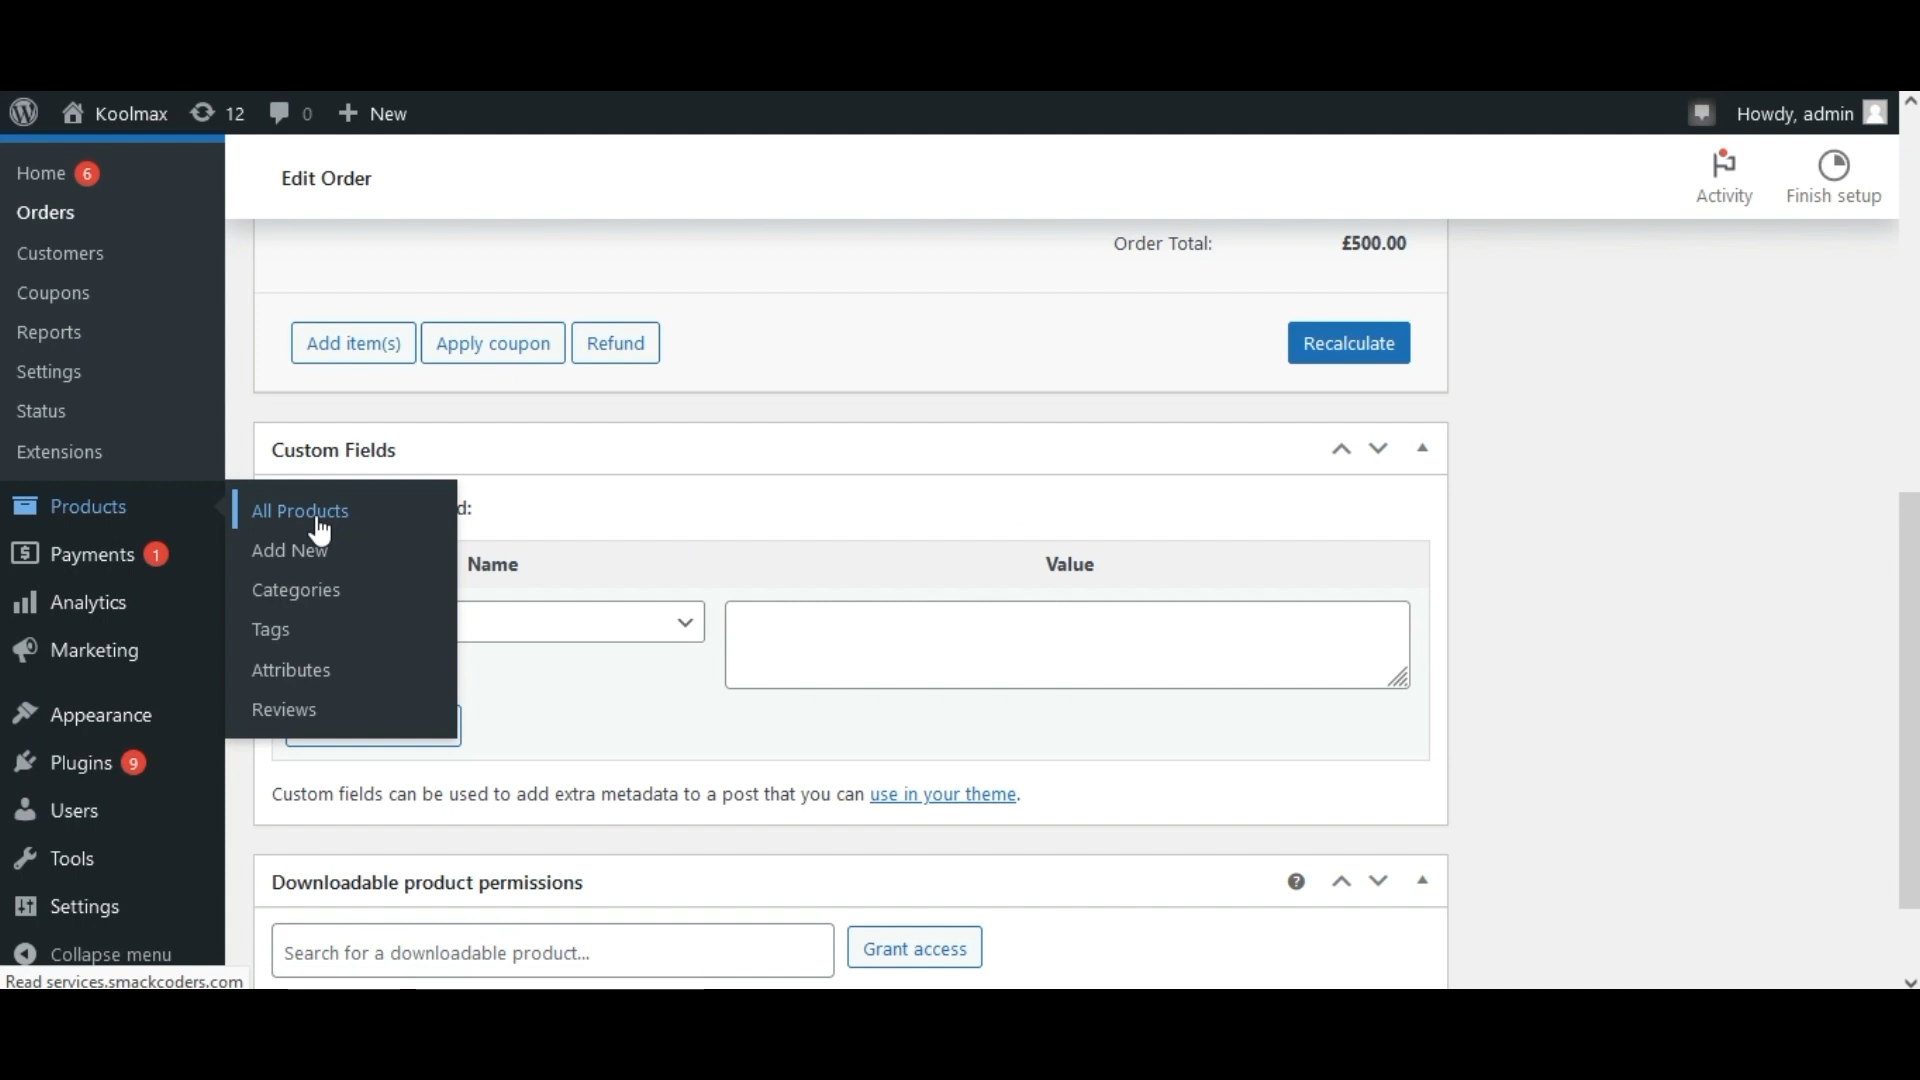 Koolmax 12 0 New Howdy, admin
Home 6
Orders
Customers
Coupons
Reports
Settings
Status
Extensions
Products
Payments 1
Analytics
Marketing
Appearance
Plugins 9
Users
Tools
Settings
Collapse menu
Read services.smackcoders.com
All Products
Add New
Categories
Tags
Attributes
Reviews
Edit Order
Activity
Finish setup
Order Total: £500.00
Add item(s) Apply coupon Refund Recalculate
Custom Fields
d:
Name Value
Custom fields can be used to add extra metadata to a post that you can use in your theme.
Downloadable product permissions
Search for a downloadable product...
Grant access